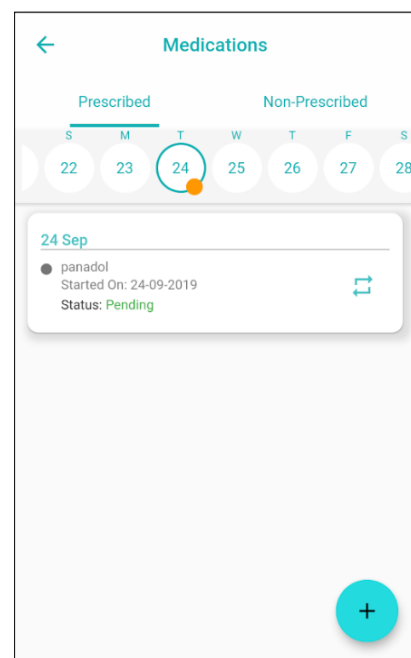 Medications
Prescribed Non-Prescribed
S M T W T F S
22 23 24 25 26 27 28
24 Sep
panadol
Started On: 24-09-2019
Status: Pending
+